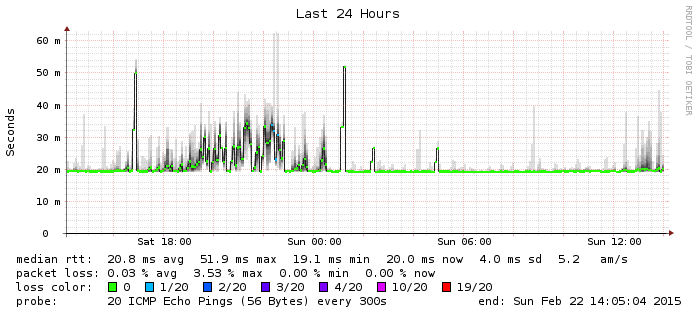 Last 24 Hours
RRDTOOL / TOBI OETIKER
Seconds
60 m
50 m
40 m
30 m
20 m
10 m
0
Sat 18:00 Sun 00:00 Sun 06:00 Sun 12:00
median rtt: 20.8 ms avg 51.9 ms max 19.1 ms min 20.0 ms now 4.0 ms sd 5.2 am/s
packet loss: 0.03 % avg 3.53 % max 0.00 % min 0.00 % now
loss color: 0 1/20 2/20 3/20 4/20 10/20 19/20
probe: 20 ICMP Echo Pings (56 Bytes) every 300s end: Sun Feb 22 14:05:04 2015